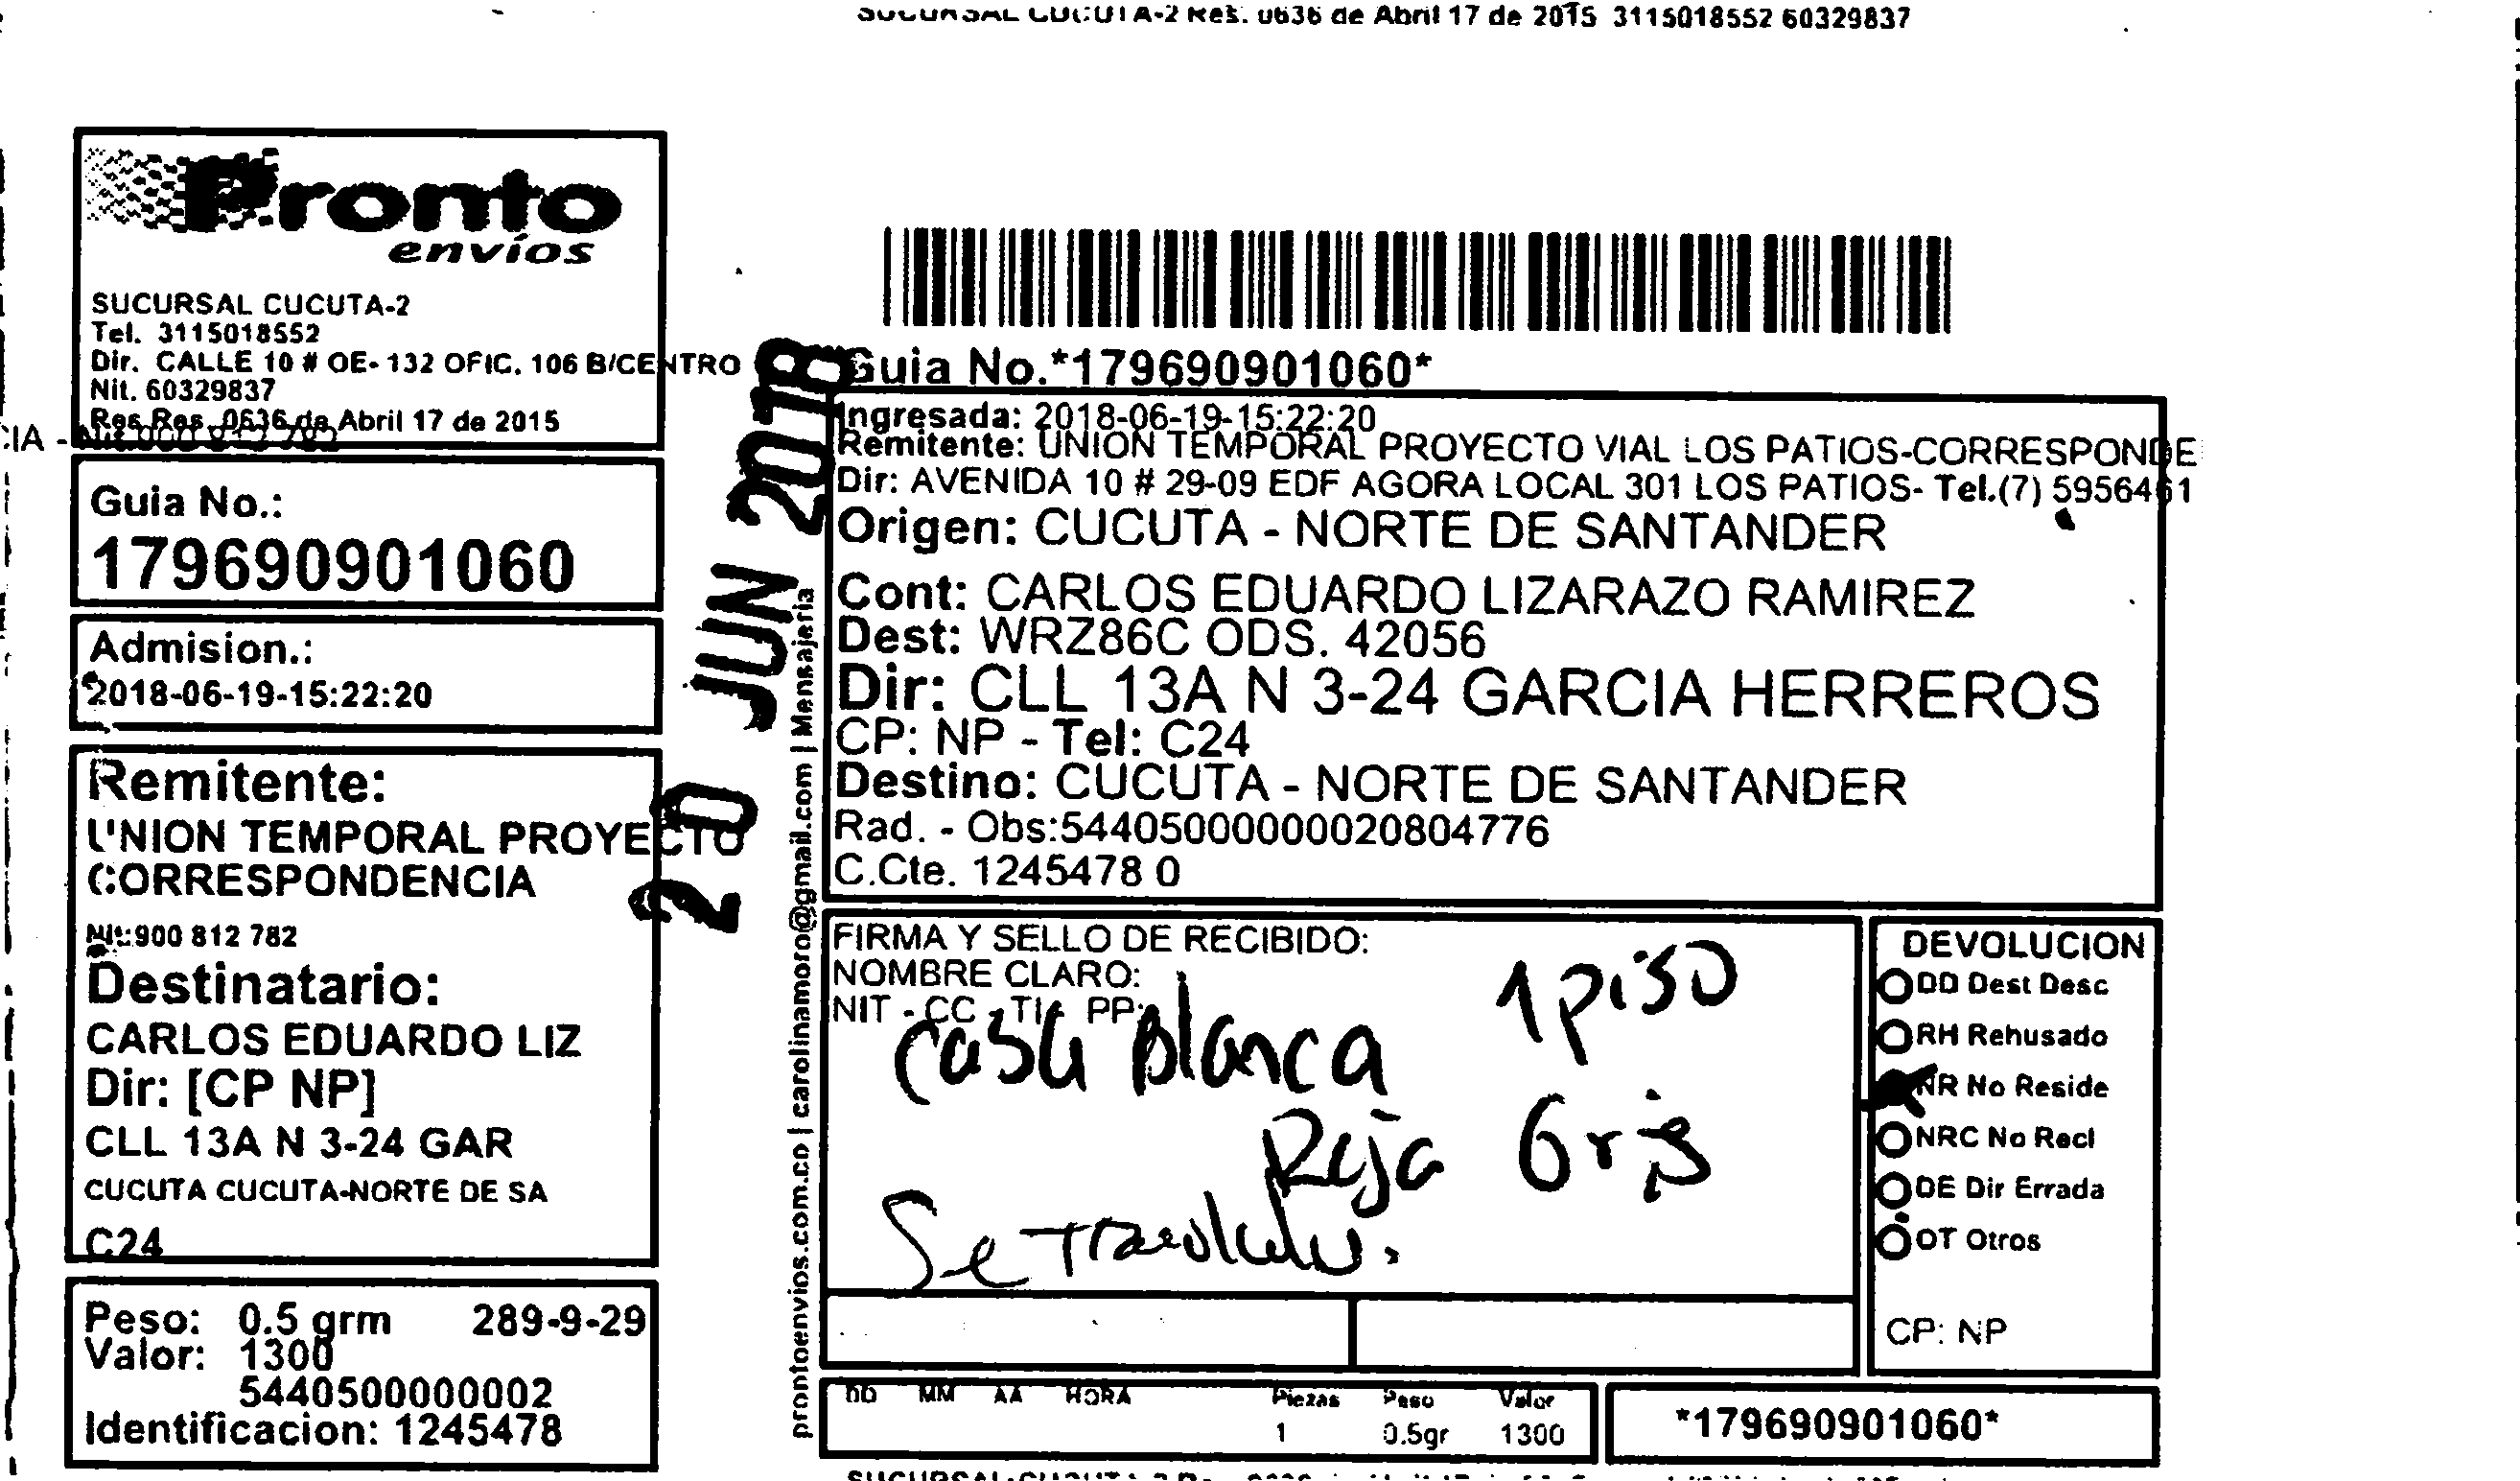 SUCURSAL CUCUTA-2 Res. 0636 de Abril 17 de 2015 3115018552 60329837
Pronto
envíos
SUCURSAL CUCUTA-2
Tel. 3115018552
Dir. CALLE 10 # OE-132 OFIC. 106 B/CENTRO
Nit. 60329837
Res Res. 0636 de Abril 17 de 2015
CIA - Nit 900 812 782
Guia No.:
179690901060
Admision.:
2018-06-19-15:22:20
Remitente:
UNION TEMPORAL PROYECTO
CORRESPONDENCIA
Nit:900 812 782
Destinatario:
CARLOS EDUARDO LIZ
Dir: [CP NP]
CLL 13A N 3-24 GAR
CUCUTA CUCUTA-NORTE DE SA
C24
Peso: 0.5 grm 289-9-29
Valor: 1300
5440500000002
Identificacion: 1245478
20 JUN 2018
prontoenvios.com.co | carolinamoro@gmail.com | Mensajeria
Guia No.*179690901060*
Ingresada: 2018-06-19-15:22:20
Remitente: UNION TEMPORAL PROYECTO VIAL LOS PATIOS-CORRESPONDE
Dir: AVENIDA 10 # 29-09 EDF AGORA LOCAL 301 LOS PATIOS- Tel.(7) 5956461
Origen: CUCUTA - NORTE DE SANTANDER
Cont: CARLOS EDUARDO LIZARAZO RAMIREZ
Dest: WRZ86C ODS. 42056
Dir: CLL 13A N 3-24 GARCIA HERREROS
CP: NP - Tel: C24
Destino: CUCUTA - NORTE DE SANTANDER
Rad. - Obs:54405000000020804776
C.Cte. 1245478 0
FIRMA Y SELLO DE RECIBIDO:
NOMBRE CLARO:
NIT - CC - TI - PP:
1 piso
casa blanca
Reja Gris
Se
DEVOLUCION
DD Dest Desc
RH Rehusado
NR No Reside
NRC No Recl
DE Dir Errada
OT Otros
CP: NP
DD MM AA HORA Piezas Peso Valor
1 0.5gr 1300
*179690901060*